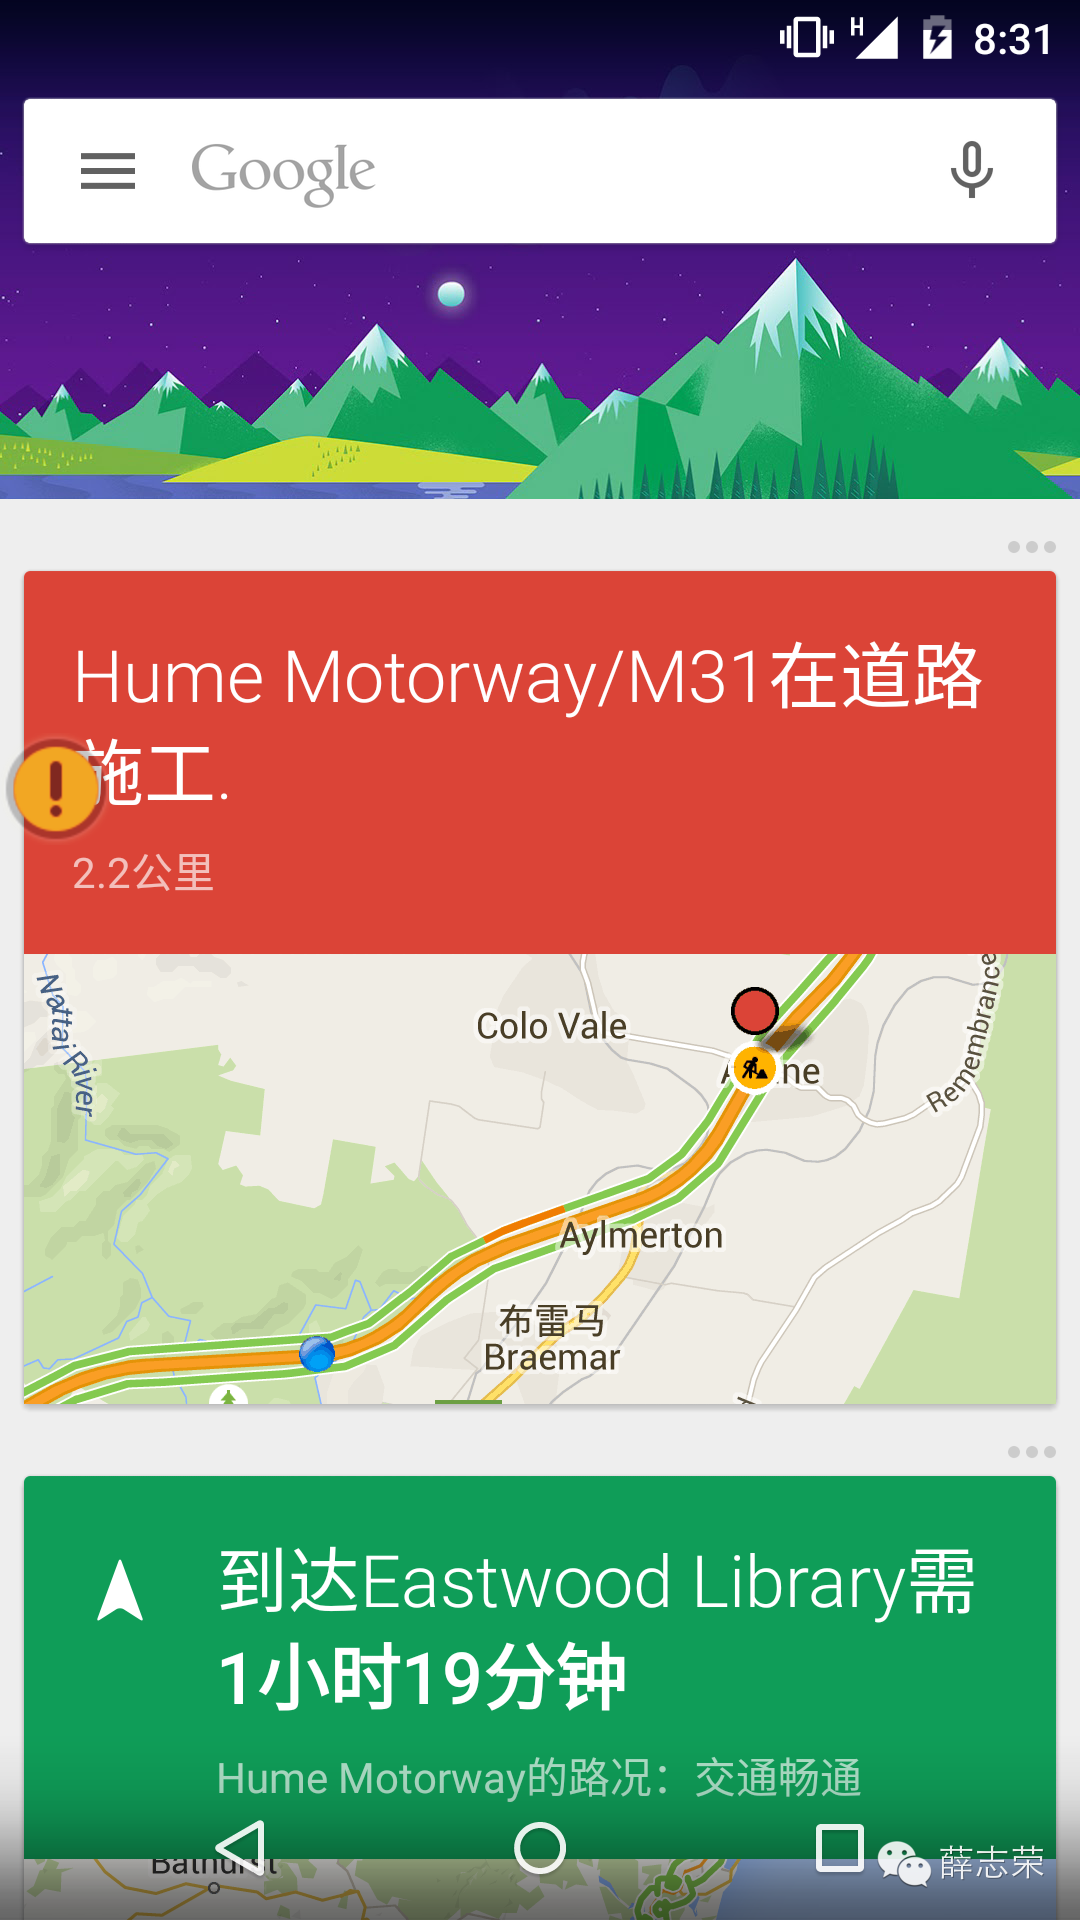 H 8:31
Google
Hume Motorway/M31在道路
施工.
2.2公里
Nattai River
Colo Vale
Remembrance
Aylmerton
布雷马
Braemar
到达Eastwood Library需
1小时19分钟
Hume Motorway的路况：交通畅通
Bathurst
薛志荣